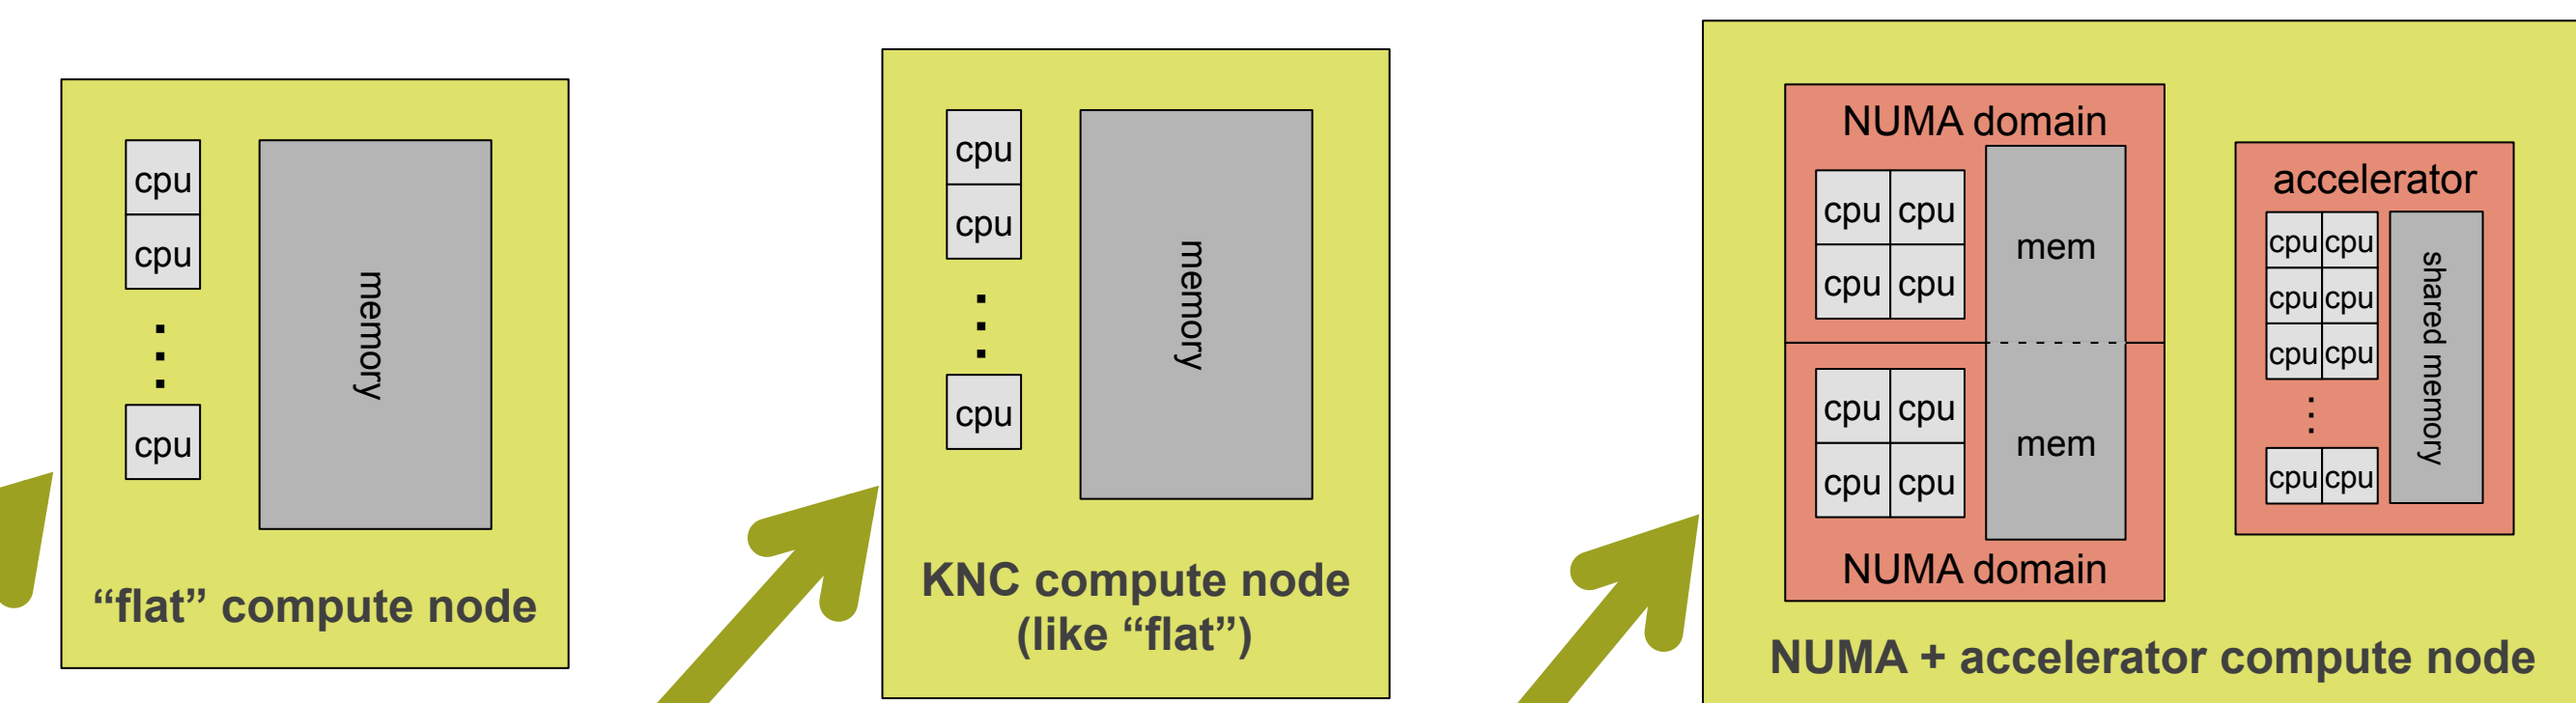 cpu
cpu
⋮
cpu
memory
“flat” compute node
cpu
cpu
⋮
cpu
memory
KNC compute node
(like “flat”)
NUMA domain
cpu cpu
cpu cpu
mem
cpu cpu
cpu cpu
mem
NUMA domain
accelerator
cpu cpu
cpu cpu
cpu cpu
⋮
cpu cpu
shared memory
NUMA + accelerator compute node